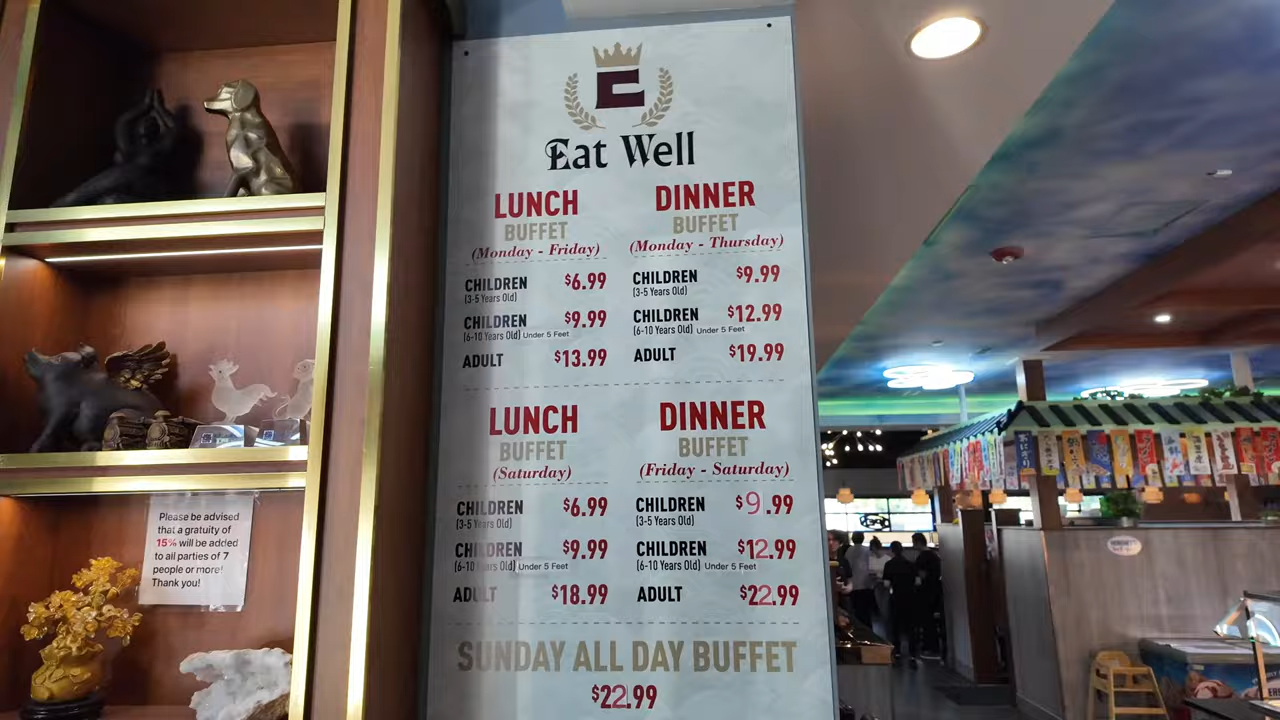 E
Eat Well
LUNCH
BUFFET
(Monday - Friday)
CHILDREN $6.99
(3-5 Years Old)
CHILDREN $9.99
(6-10 Years Old) Under 5 Feet
ADULT $13.99
DINNER
BUFFET
(Monday - Thursday)
CHILDREN $9.99
(3-5 Years Old)
CHILDREN $12.99
(6-10 Years Old) Under 5 Feet
ADULT $19.99
LUNCH
BUFFET
(Saturday)
CHILDREN $6.99
(3-5 Years Old)
CHILDREN $9.99
(6-10 Years Old) Under 5 Feet
ADULT $18.99
DINNER
BUFFET
(Friday - Saturday)
CHILDREN $9.99
(3-5 Years Old)
CHILDREN $12.99
(6-10 Years Old) Under 5 Feet
ADULT $22.99
SUNDAY ALL DAY BUFFET
$22.99
Please be advised
that a gratuity of
15% will be added
to all parties of 7
people or more!
Thank you!